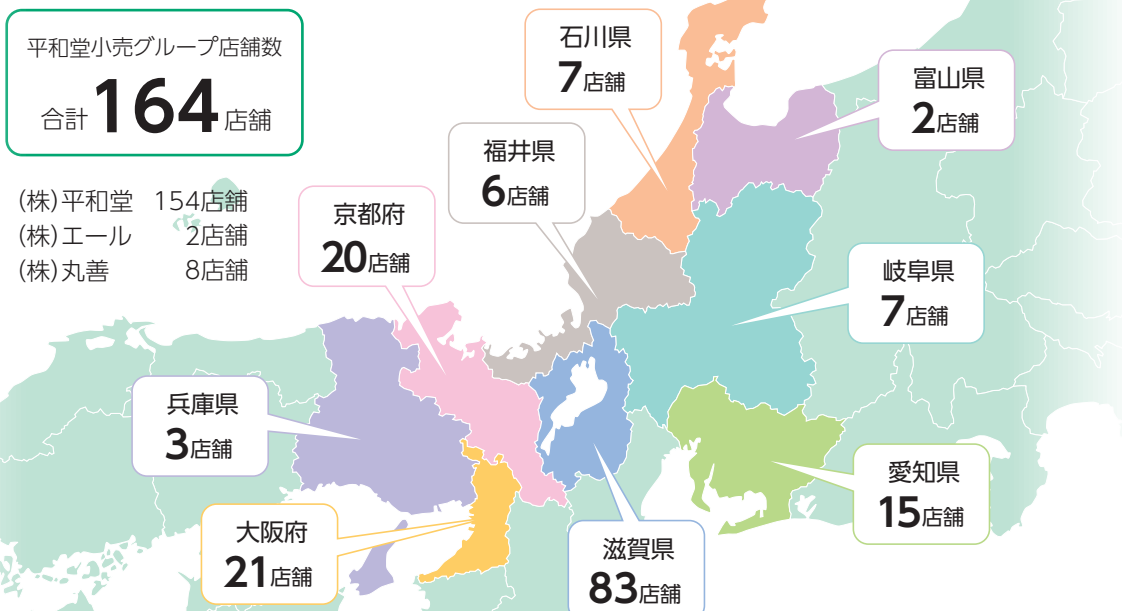 平和堂小売グループ店舗数
合計 164 店舗
(株)平和堂 154店舗
(株)エール 2店舗
(株)丸善 8店舗
石川県
7店舗
富山県
2店舗
福井県
6店舗
京都府
20店舗
岐阜県
7店舗
兵庫県
3店舗
愛知県
15店舗
大阪府
21店舗
滋賀県
83店舗